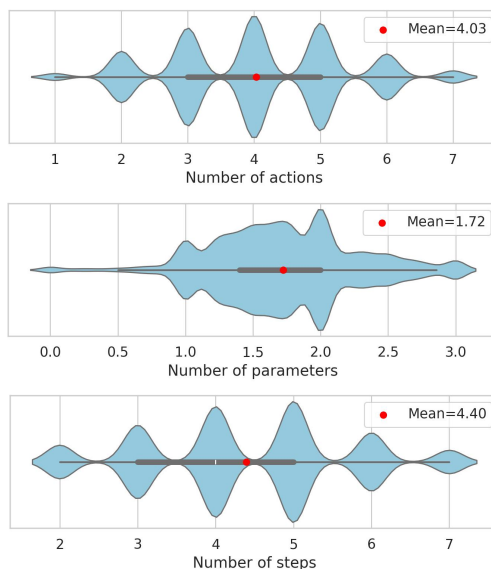 Mean=4.03
1 2 3 4 5 6 7
Number of actions
Mean=1.72
0.0 0.5 1.0 1.5 2.0 2.5 3.0
Number of parameters
Mean=4.40
2 3 4 5 6 7
Number of steps